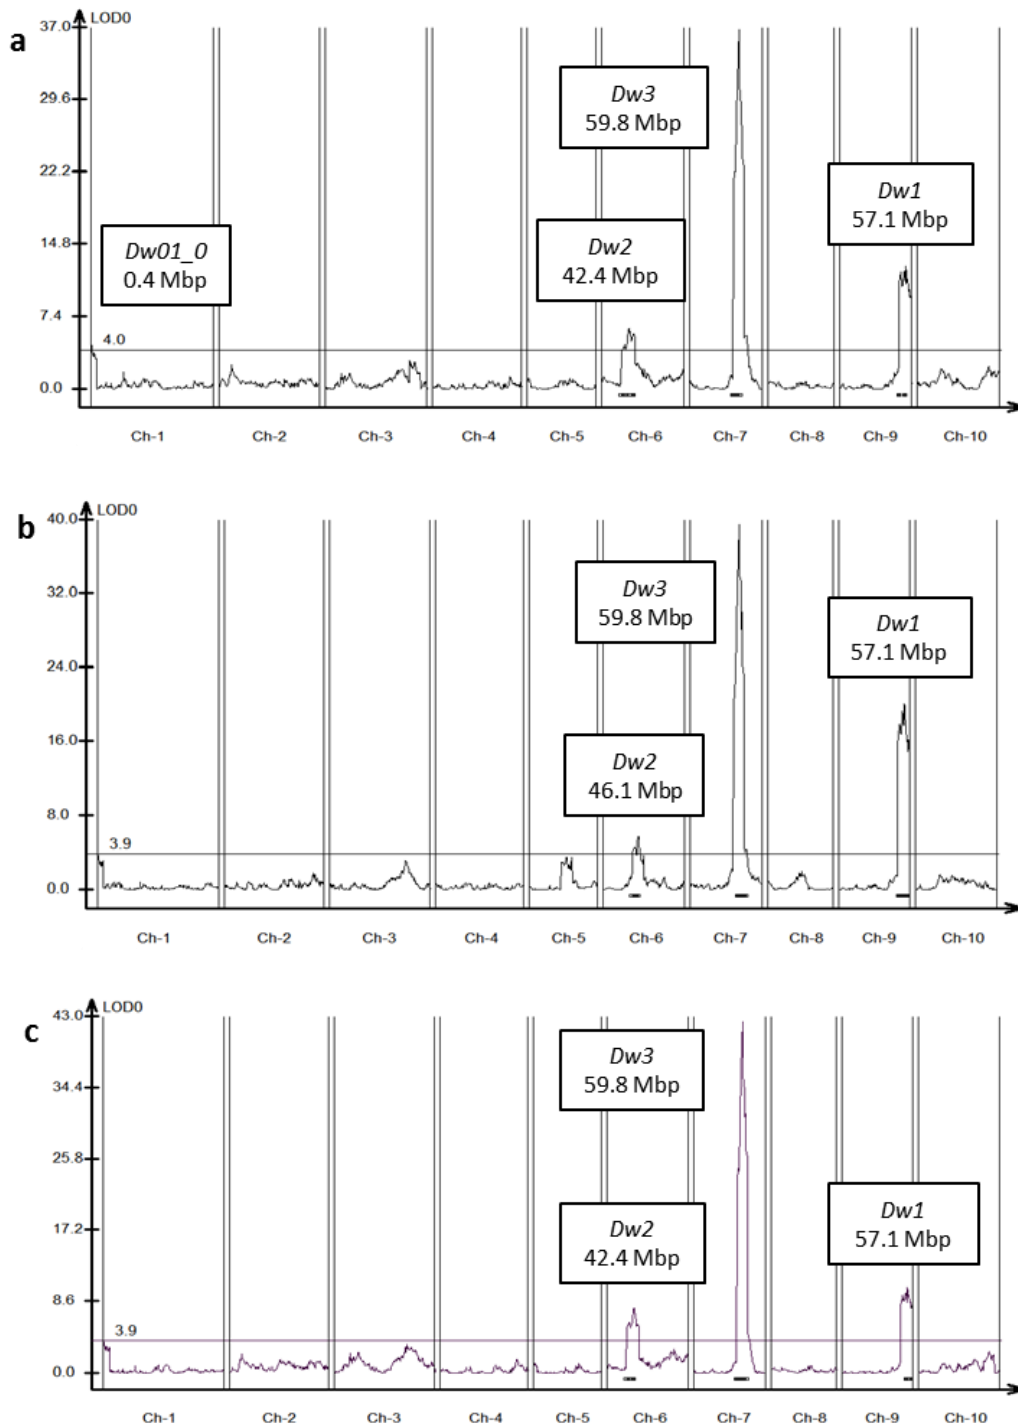 a
LOD0
37.0
29.6
22.2
14.8
7.4
0.0
4.0
Dw01_0
0.4 Mbp
Dw3
59.8 Mbp
Dw2
42.4 Mbp
Dw1
57.1 Mbp
Ch-1 Ch-2 Ch-3 Ch-4 Ch-5 Ch-6 Ch-7 Ch-8 Ch-9 Ch-10
b
LOD0
40.0
32.0
24.0
16.0
8.0
0.0
3.9
Dw3
59.8 Mbp
Dw2
46.1 Mbp
Dw1
57.1 Mbp
Ch-1 Ch-2 Ch-3 Ch-4 Ch-5 Ch-6 Ch-7 Ch-8 Ch-9 Ch-10
c
LOD0
43.0
34.4
25.8
17.2
8.6
0.0
3.9
Dw3
59.8 Mbp
Dw2
42.4 Mbp
Dw1
57.1 Mbp
Ch-1 Ch-2 Ch-3 Ch-4 Ch-5 Ch-6 Ch-7 Ch-8 Ch-9 Ch-10